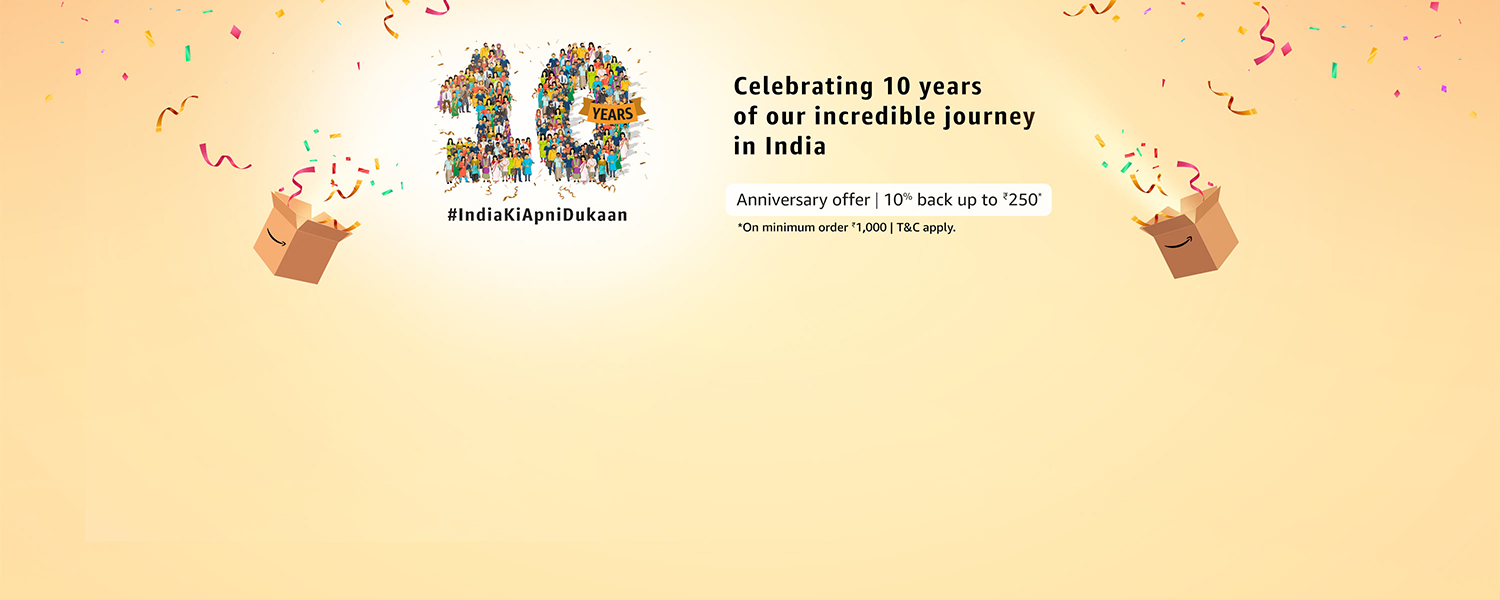 10
YEARS
#IndiaKiApniDukaan
Celebrating 10 years
of our incredible journey
in India
Anniversary offer | 10% back up to ₹250*
*On minimum order ₹1,000 | T&C apply.